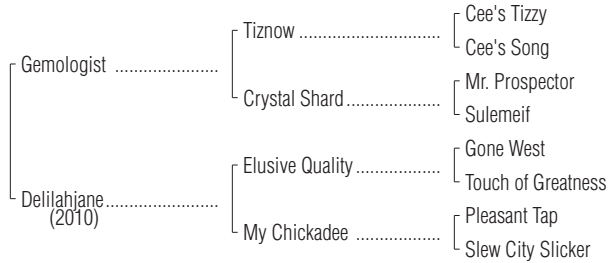 Cee's Tizzy
Tiznow ..............................
Cee's Song
Gemologist ......................
Mr. Prospector
Crystal Shard....................
Sulemeif
Gone West
Elusive Quality ..................
Touch of Greatness
Delilahjane........................
(2010)
Pleasant Tap
My Chickadee ..................
Slew City Slicker